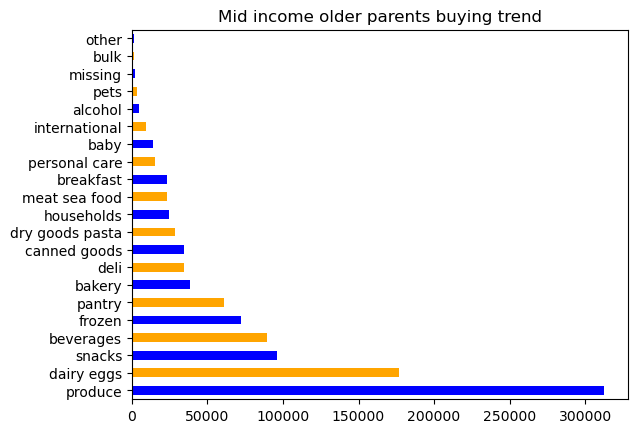 Mid income older parents buying trend
other
bulk
missing
pets
alcohol
international
baby
personal care
breakfast
meat sea food
households
dry goods pasta
canned goods
deli
bakery
pantry
frozen
beverages
snacks
dairy eggs
produce
0 50000 100000 150000 200000 250000 300000